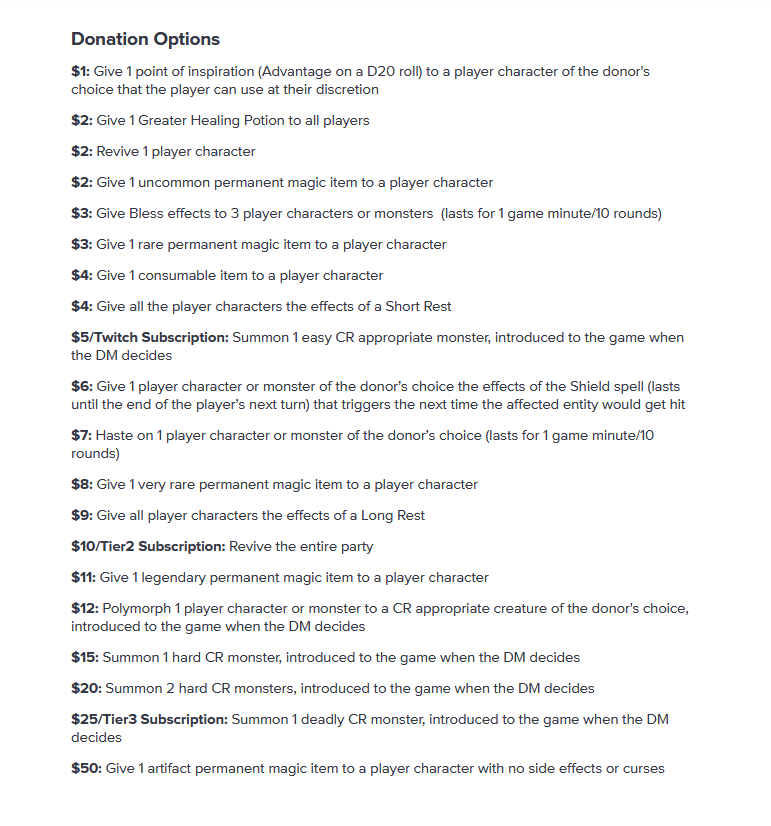 Donation Options
$1: Give 1 point of inspiration (Advantage on a D20 roll) to a player character of the donor's
choice that the player can use at their discretion
$2: Give 1 Greater Healing Potion to all players
$2: Revive 1 player character
$2: Give 1 uncommon permanent magic item to a player character
$3: Give Bless effects to 3 player characters or monsters  (lasts for 1 game minute/10 rounds)
$3: Give 1 rare permanent magic item to a player character
$4: Give 1 consumable item to a player character
$4: Give all the player characters the effects of a Short Rest
$5/Twitch Subscription: Summon 1 easy CR appropriate monster, introduced to the game when
the DM decides
$6: Give 1 player character or monster of the donor’s choice the effects of the Shield spell (lasts
until the end of the player’s next turn) that triggers the next time the affected entity would get hit
$7: Haste on 1 player character or monster of the donor’s choice (lasts for 1 game minute/10
rounds)
$8: Give 1 very rare permanent magic item to a player character
$9: Give all player characters the effects of a Long Rest
$10/Tier2 Subscription: Revive the entire party
$11: Give 1 legendary permanent magic item to a player character
$12: Polymorph 1 player character or monster to a CR appropriate creature of the donor's choice,
introduced to the game when the DM decides
$15: Summon 1 hard CR monster, introduced to the game when the DM decides
$20: Summon 2 hard CR monsters, introduced to the game when the DM decides
$25/Tier3 Subscription: Summon 1 deadly CR monster, introduced to the game when the DM
decides
$50: Give 1 artifact permanent magic item to a player character with no side effects or curses